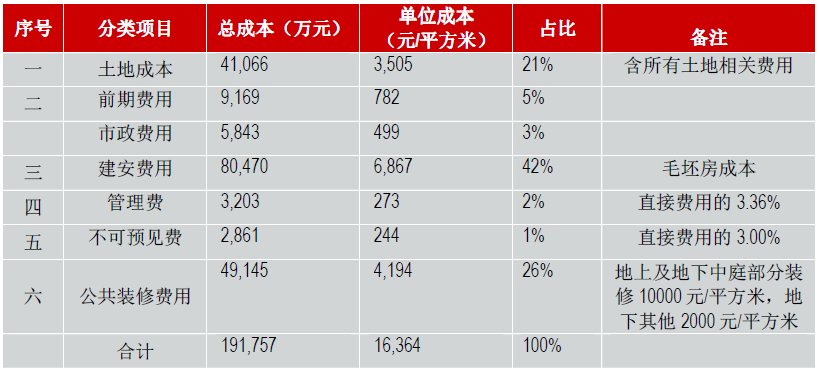 序号 分类项目 总成本（万元） 单位成本（元/平方米） 占比 备注
一 土地成本 41,066 3,505 21% 含所有土地相关费用
二 前期费用 9,169 782 5%
市政费用 5,843 499 3%
三 建安费用 80,470 6,867 42% 毛坯房成本
四 管理费 3,203 273 2% 直接费用的 3.36%
五 不可预见费 2,861 244 1% 直接费用的 3.00%
六 公共装修费用 49,145 4,194 26% 地上及地下中庭部分装修 10000 元/平方米，地下其他 2000 元/平方米
合计 191,757 16,364 100%